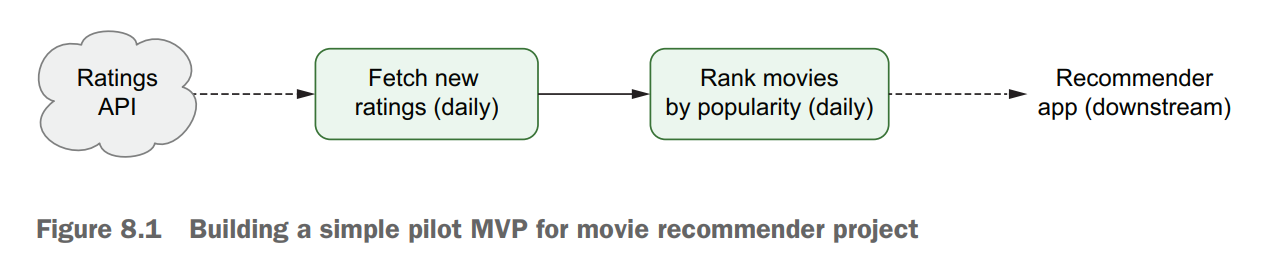 Ratings
API
Fetch new
ratings (daily)
Rank movies
by popularity (daily)
Recommender
app (downstream)
Figure 8.1 Building a simple pilot MVP for movie recommender project